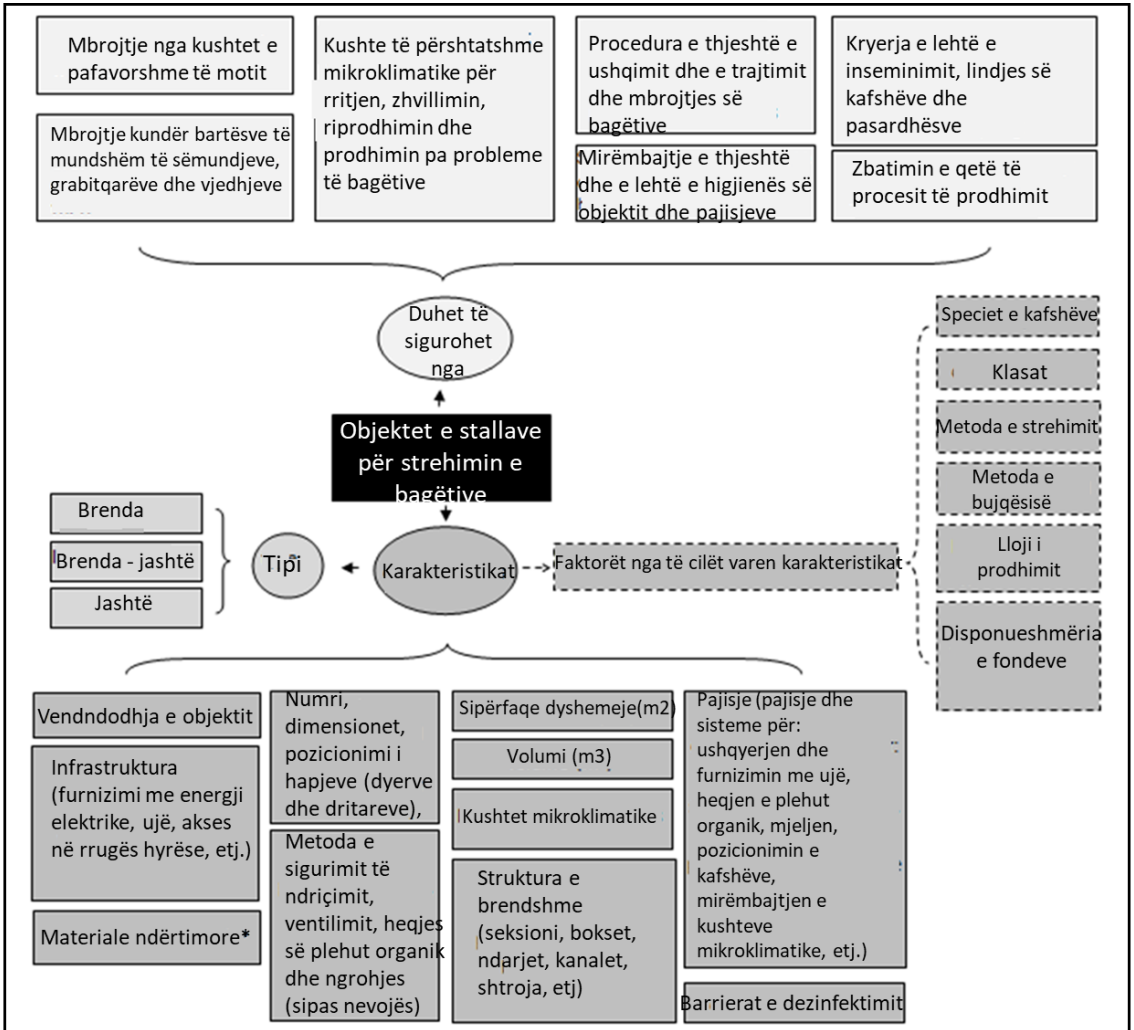 Mbrojtje nga kushtet e
pafavorshme të motit
Mbrojtje kundër bartësve të
mundshëm të sëmundjeve,
grabitqarëve dhe vjedhjeve
Kushte të përshtatshme
mikroklimatike për
rritjen, zhvillimin,
riprodhimin dhe
prodhimin pa probleme
të bagëtive
Procedura e thjeshtë e
ushqimit dhe e trajtimit
dhe mbrojtjes së
bagëtive
Mirëmbajtje e thjeshtë
dhe e lehtë e higjienës së
objektit dhe pajisjeve
Kryerja e lehtë e
inseminimit, lindjes së
kafshëve dhe
pasardhësve
Zbatimin e qetë të
procesit të prodhimit
Duhet të
sigurohet
nga
Objektet e stallave
për strehimin e
bagëtive
Brenda
Brenda - jashtë
Jashtë
Tipi
Karakteristikat
Faktorët nga të cilët varen karakteristikat
Speciet e kafshëve
Klasat
Metoda e strehimit
Metoda e
bujqësisë
Lloji i
prodhimit
Disponueshmëria
e fondeve
Vendndodhja e objektit
Infrastruktura
(furnizimi me energji
elektrike, ujë, akses
në rrugës hyrëse, etj.)
Materiale ndërtimore*
Numri,
dimensionet,
pozicionimi i
hapjeve (dyerve
dhe dritareve),
Metoda e
sigurimit të
ndriçimit,
ventilimit, heqjes
së plehut organik
dhe ngrohjes
(sipas nevojës)
Sipërfaqe dyshemeje(m2)
Volumi (m3)
Kushtet mikroklimatike
Struktura e
brendshme
(seksioni, bokset,
ndarjet, kanalet,
shtroja, etj)
Pajisje (pajisje dhe
sisteme për:
ushqyerjen dhe
furnizimin me ujë,
heqjen e plehut
organik, mjeljen,
pozicionimin e
kafshëve,
mirëmbajtjen e
kushteve
mikroklimatike, etj.)
Barrierat e dezinfektimit